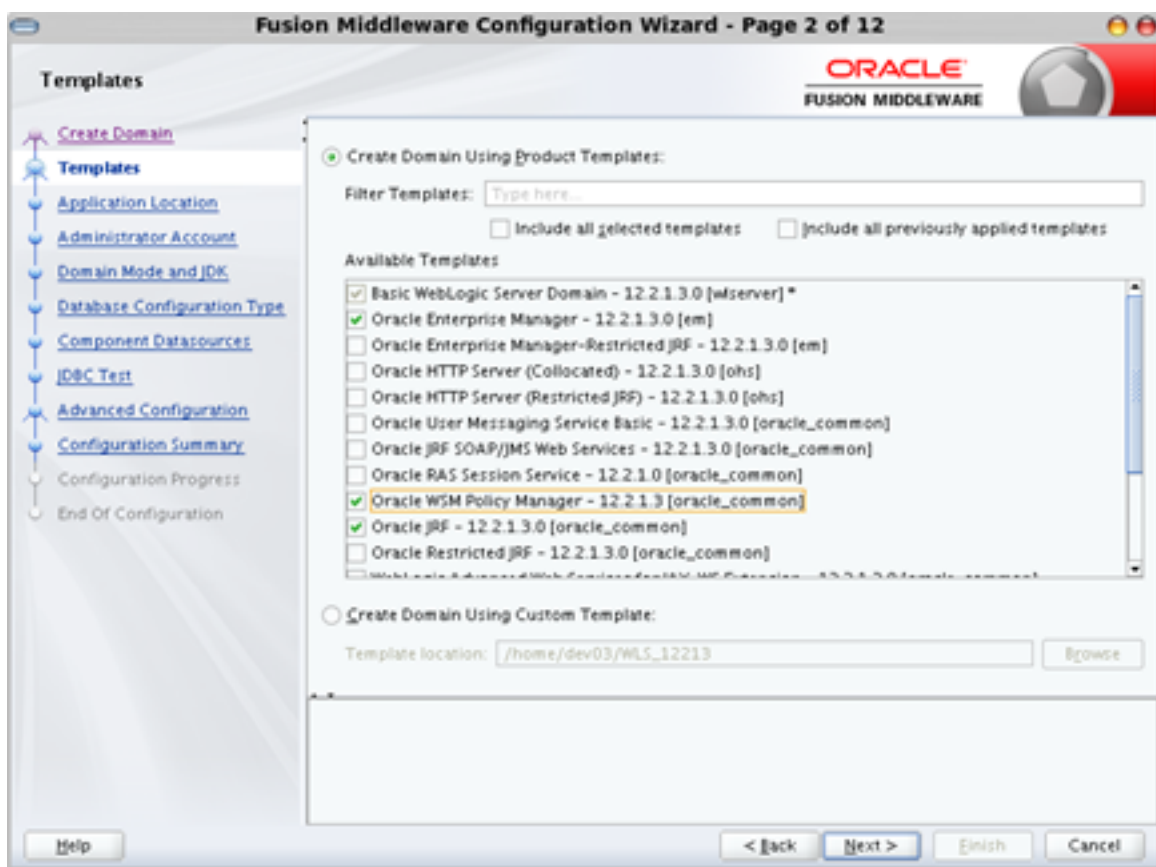 Fusion Middleware Configuration Wizard - Page 2 of 12
Templates
ORACLE
FUSION MIDDLEWARE
Create Domain
Templates
Application Location
Administrator Account
Domain Mode and JDK
Database Configuration Type
Component Datasources
JDBC Test
Advanced Configuration
Configuration Summary
Configuration Progress
End Of Configuration
Create Domain Using Product Templates:
Filter Templates: Type here...
Include all selected templates Include all previously applied templates
Available Templates
Basic WebLogic Server Domain - 12.2.1.3.0 [wlserver] *
Oracle Enterprise Manager - 12.2.1.3.0 [em]
Oracle Enterprise Manager-Restricted JRF - 12.2.1.3.0 [em]
Oracle HTTP Server (Collocated) - 12.2.1.3.0 [ohs]
Oracle HTTP Server (Restricted JRF) - 12.2.1.3.0 [ohs]
Oracle User Messaging Service Basic - 12.2.1.3.0 [oracle_common]
Oracle JRF SOAP/JMS Web Services - 12.2.1.3.0 [oracle_common]
Oracle RAS Session Service - 12.2.1.0 [oracle_common]
Oracle WSM Policy Manager - 12.2.1.3 [oracle_common]
Oracle JRF - 12.2.1.3.0 [oracle_common]
Oracle Restricted JRF - 12.2.1.3.0 [oracle_common]
Create Domain Using Custom Template:
Template location: /home/dev03/WLS_12213 Browse
Help < Back Next > Finish Cancel